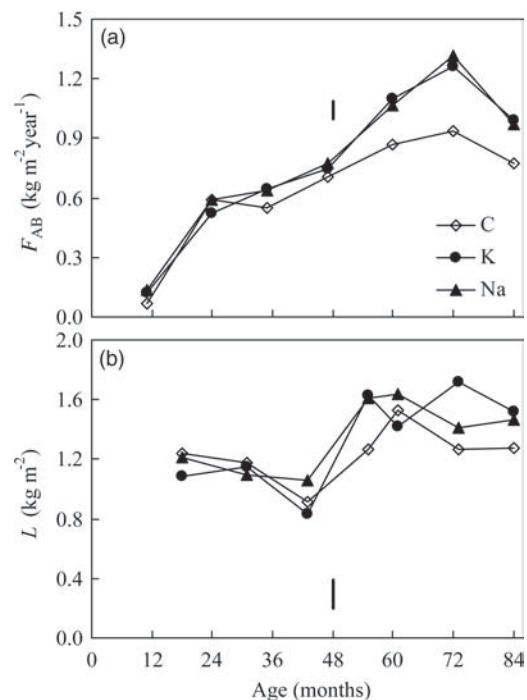 (a)
1.5
1.2
0.9
0.6
0.3
0.0
F_AB (kg m⁻² year⁻¹)
C
K
Na
(b)
2.0
1.6
1.2
0.8
0.4
0.0
L (kg m⁻²)
0 12 24 36 48 60 72 84
Age (months)